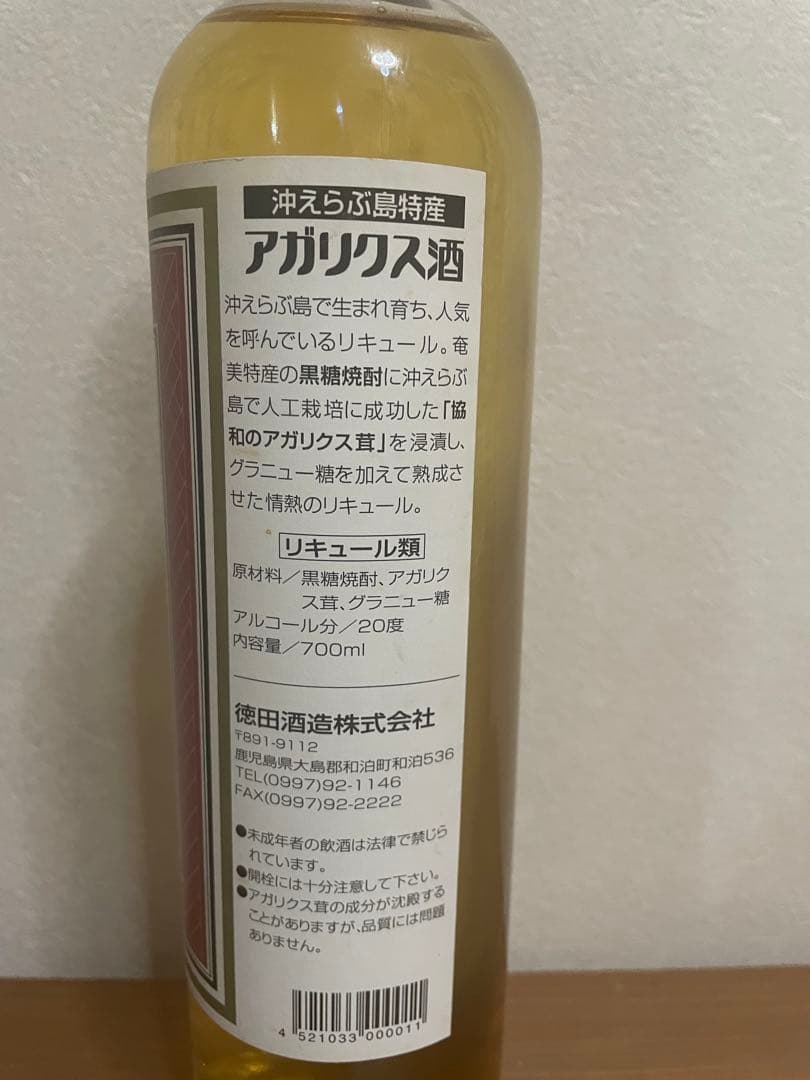 沖えらぶ島特産
アガリクス酒
沖えらぶ島で生まれ育ち、人気
を呼んでいるリキュール。奄
美特産の黒糖焼酎に沖えらぶ
島で人工栽培に成功した「協
和のアガリクス茸」を浸漬し、
グラニュー糖を加えて熟成さ
せた情熱のリキュール。
リキュール類
原材料／黒糖焼酎、アガリク
ス茸、グラニュー糖
アルコール分／20度
内容量／700ml
徳田酒造株式会社
〒891-9112
鹿児島県大島郡和泊町和泊536
TEL(0997)92-1146
FAX(0997)92-2222
●未成年者の飲酒は法律で禁じら
れています。
●開栓には十分注意して下さい。
●アガリクス茸の成分が沈殿する
ことがありますが、品質には問題
ありません。
4 521033 000011